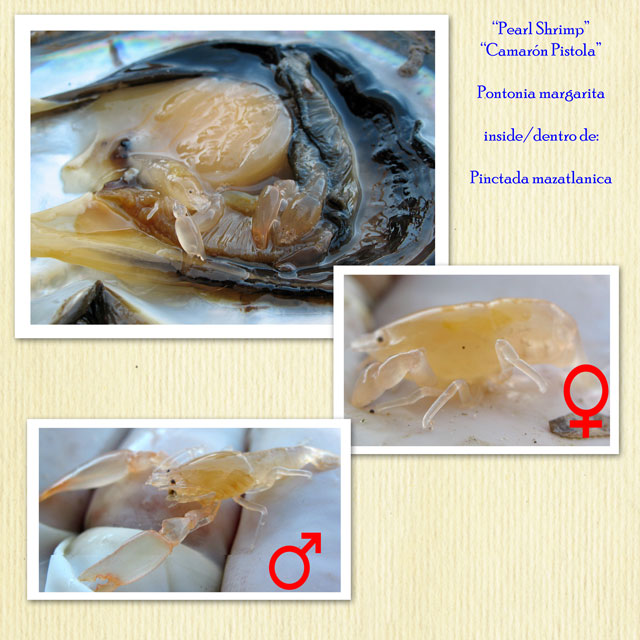 “Pearl Shrimp”
“Camarón Pistola”
Pontonia margarita
inside/dentro de:
Pinctada mazatlanica